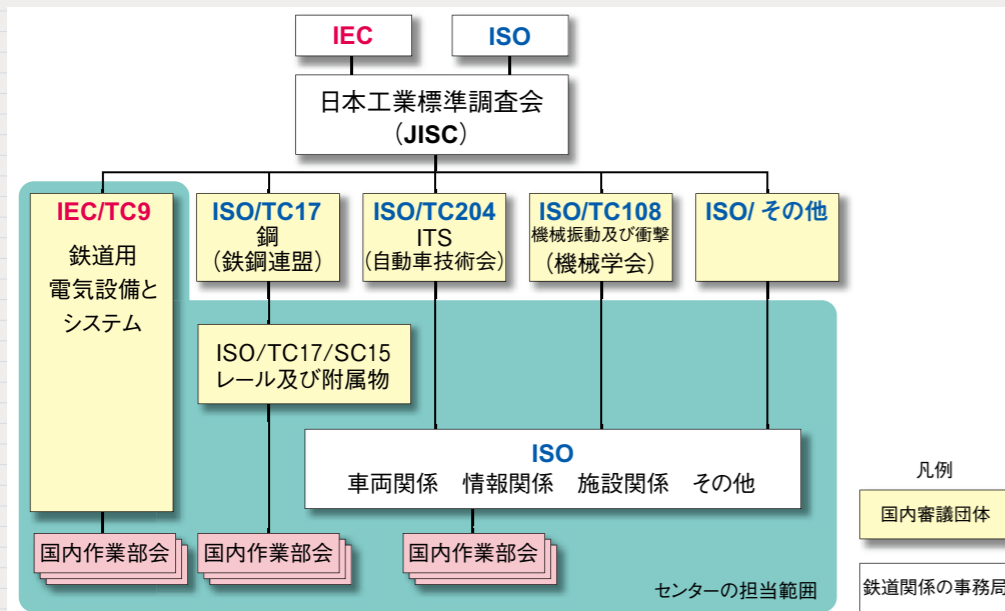 IEC
ISO
日本工業標準調査会
（JISC）
IEC/TC9
鉄道用
電気設備と
システム
ISO/TC17
鋼
（鉄鋼連盟）
ISO/TC204
ITS
（自動車技術会）
ISO/TC108
機械振動及び衝撃
（機械学会）
ISO/ その他
ISO/TC17/SC15
レール及び附属物
ISO
車両関係 情報関係 施設関係 その他
国内作業部会
国内作業部会
国内作業部会
センターの担当範囲
凡例
国内審議団体
鉄道関係の事務局